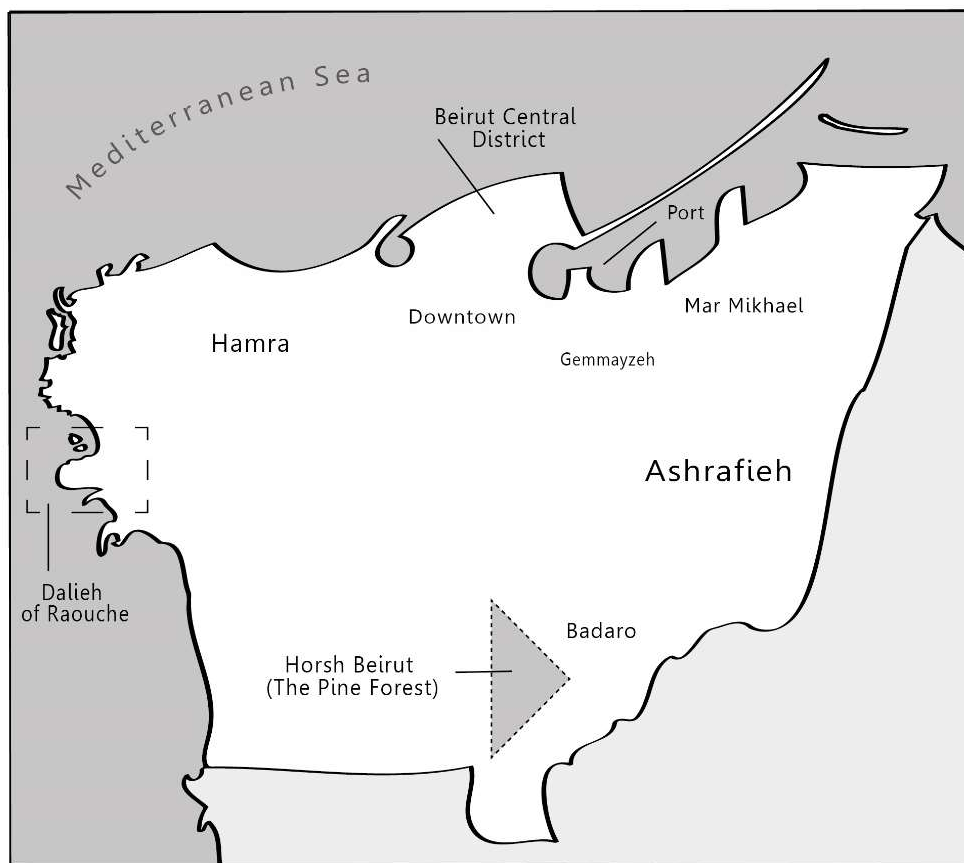 Mediterranean Sea
Beirut Central
District
Port
Mar Mikhael
Downtown
Hamra
Gemmayzeh
Ashrafieh
Dalieh
of Raouche
Badaro
Horsh Beirut
(The Pine Forest)